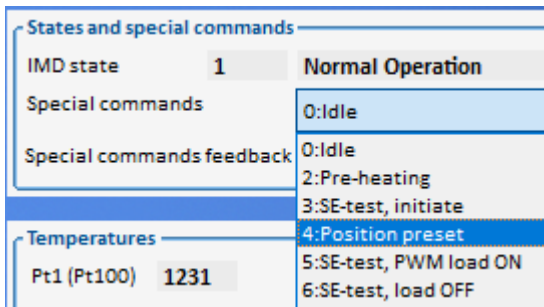 States and special commands
IMD state 1 Normal Operation
Special commands 0:Idle
Special commands feedback 0:Idle
2:Pre-heating
3:SE-test, initiate
4:Position preset
5:SE-test, PWM load ON
6:SE-test, load OFF
Temperatures
Pt1 (Pt100) 1231